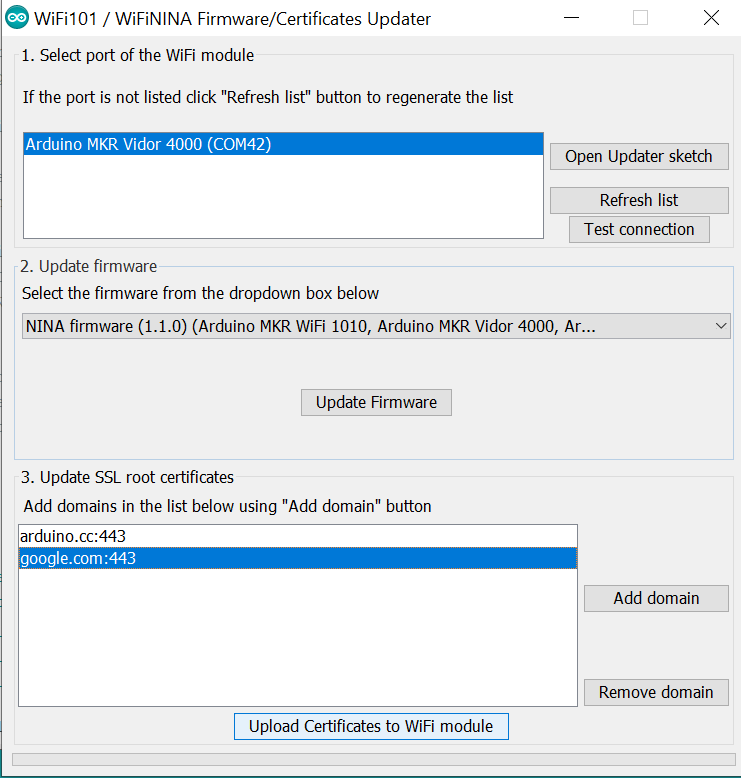 WiFi101 / WiFiNINA Firmware/Certificates Updater
1. Select port of the WiFi module
If the port is not listed click "Refresh list" button to regenerate the list
Arduino MKR Vidor 4000 (COM42)
Open Updater sketch
Refresh list
Test connection
2. Update firmware
Select the firmware from the dropdown box below
NINA firmware (1.1.0) (Arduino MKR WiFi 1010, Arduino MKR Vidor 4000, Ar...
Update Firmware
3. Update SSL root certificates
Add domains in the list below using "Add domain" button
arduino.cc:443
google.com:443
Add domain
Remove domain
Upload Certificates to WiFi module